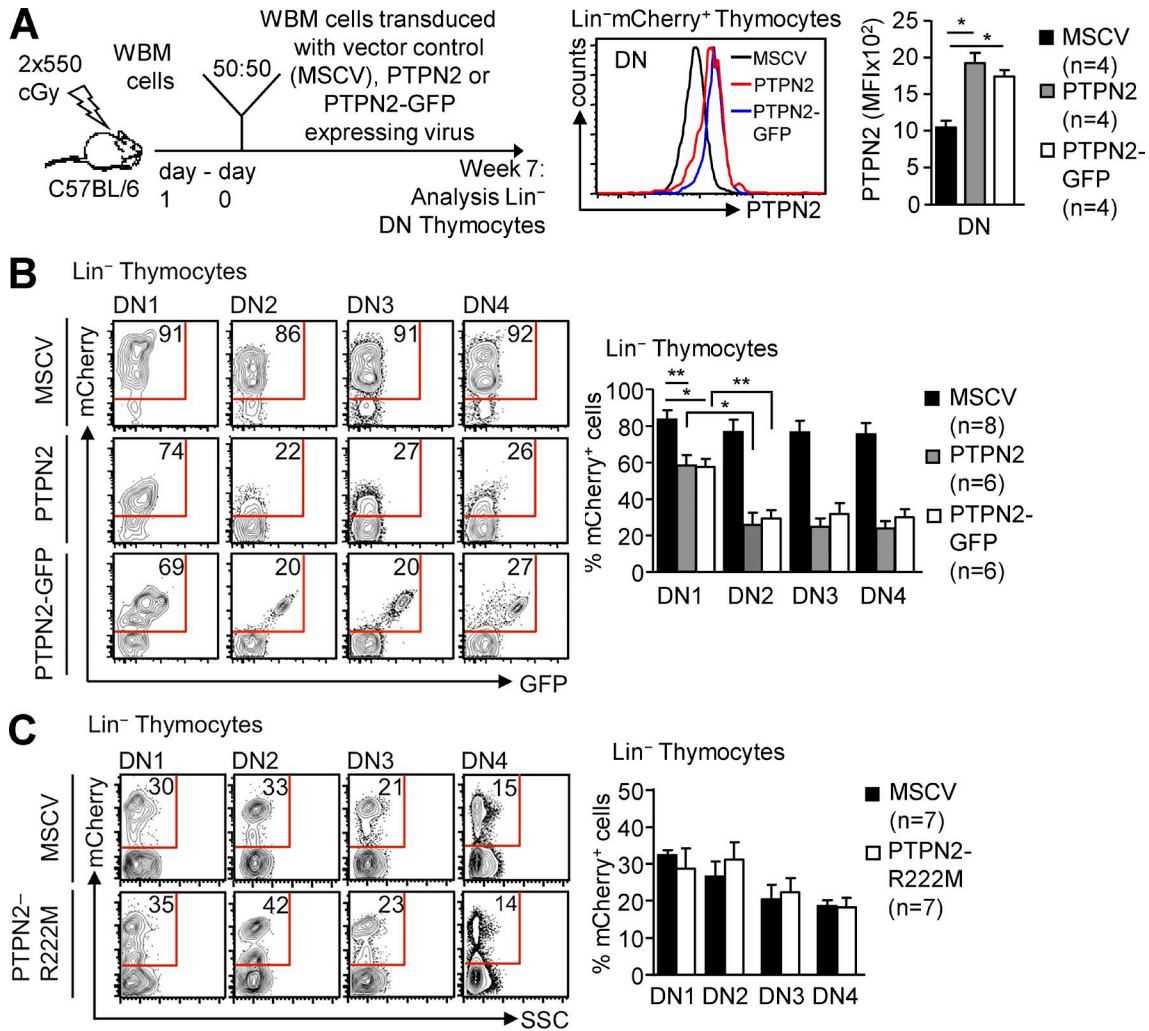 A
2x550
cGy
WBM
cells
50:50
WBM cells transduced
with vector control
(MSCV), PTPN2 or
PTPN2-GFP
expressing virus
C57BL/6
day - day
1 0
Week 7:
Analysis Lin⁻
DN Thymocytes
Lin⁻mCherry⁺ Thymocytes
DN
MSCV
PTPN2
PTPN2-
GFP
counts
PTPN2
PTPN2 (MFIx10²)
25
20
15
10
5
0
*
*
DN
MSCV
(n=4)
PTPN2
(n=4)
PTPN2-
GFP
(n=4)
B
Lin⁻ Thymocytes
DN1 DN2 DN3 DN4
MSCV
mCherry
91 86 91 92
PTPN2
74 22 27 26
PTPN2-GFP
69 20 20 27
GFP
Lin⁻ Thymocytes
% mCherry⁺ cells
100
80
60
40
20
0
**
*
*
**
DN1 DN2 DN3 DN4
MSCV
(n=8)
PTPN2
(n=6)
PTPN2-
GFP
(n=6)
C
Lin⁻ Thymocytes
DN1 DN2 DN3 DN4
MSCV
mCherry
30 33 21 15
PTPN2–
R222M
35 42 23 14
SSC
Lin⁻ Thymocytes
% mCherry⁺ cells
50
40
30
20
10
0
DN1 DN2 DN3 DN4
MSCV
(n=7)
PTPN2-
R222M
(n=7)